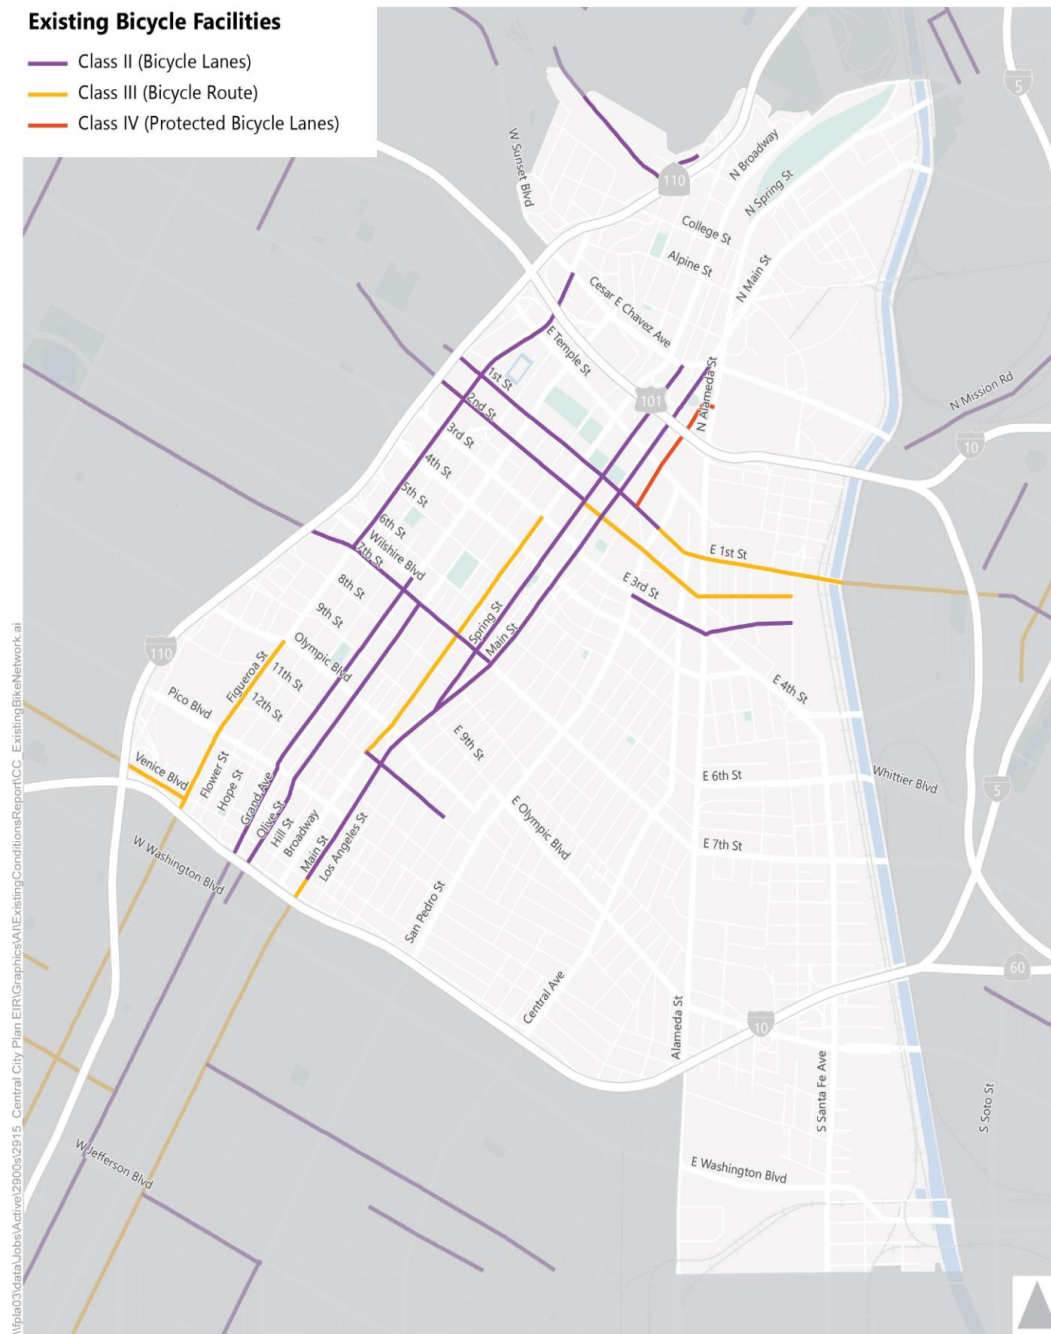 Existing Bicycle Facilities
Class II (Bicycle Lanes)
Class III (Bicycle Route)
Class IV (Protected Bicycle Lanes)
5
W Sunset Blvd
N Broadway
110
N Spring St
College St
Alpine St
N Main St
Cesar E Chavez Ave
E Temple St
1st St
N Alameda St
101
N Mission Rd
2nd St
3rd St
10
4th St
5th St
6th St
Wilshire Blvd
7th St
E 1st St
8th St
E 3rd St
9th St
Spring St
Main St
110
Olympic Blvd
Figueroa St
11th St
E 4th St
Pico Blvd
12th St
E 9th St
Venice Blvd
Flower St
Hope St
E 6th St
Whittier Blvd
5
Grand Ave
Olive St
Hill St
Broadway
Main St
Los Angeles St
E Olympic Blvd
E 7th St
W Washington Blvd
San Pedro St
60
Central Ave
Alameda St
10
S Santa Fe Ave
S Soto St
W Jefferson Blvd
E Washington Blvd
\\fpla03\data\Jobs\Active\2900s\2915_Central City Plan EIR\Graphics\AI\ExistingConditionsReport\CC_ExistingBikeNetwork.ai